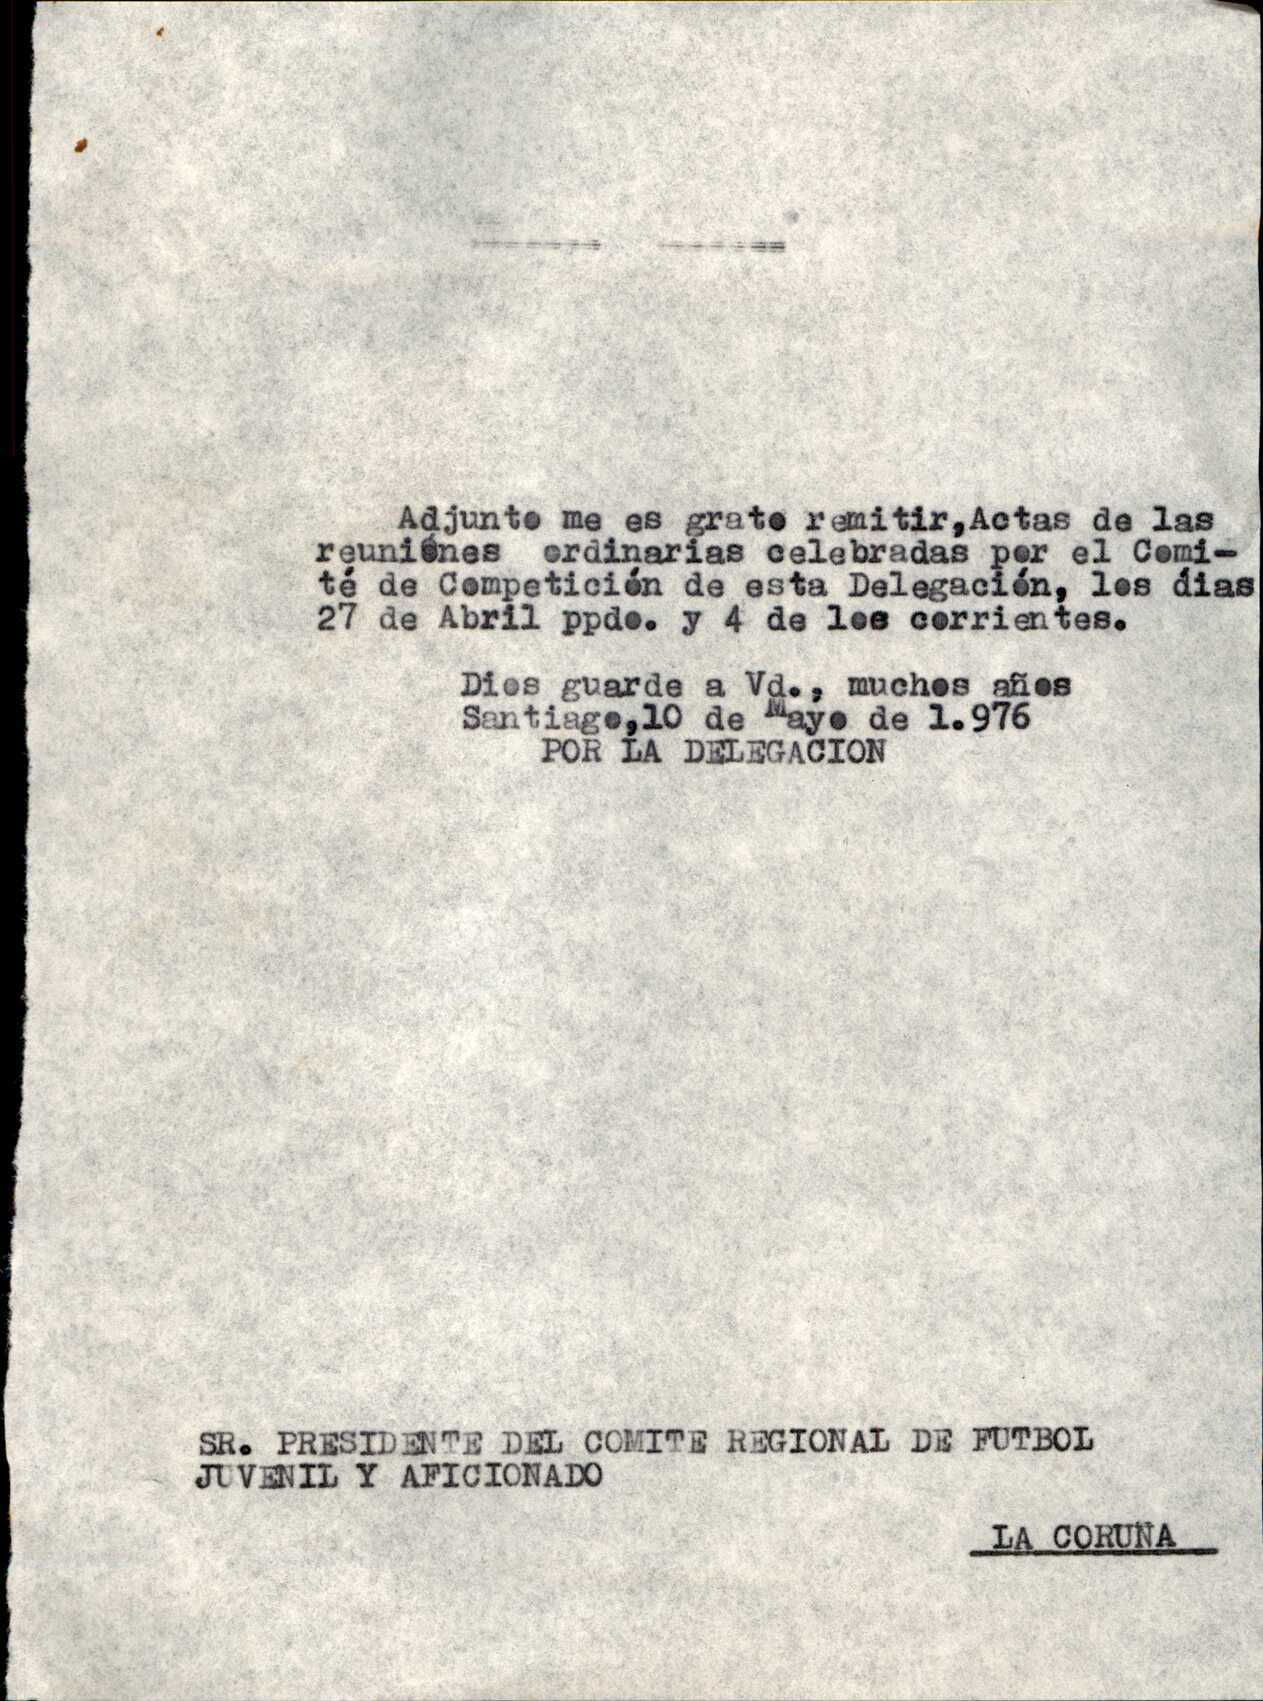 Adjunto me es grato remitir,Actas de las
reuniónes ordinarias celebradas por el Comi-
té de Competición de esta Delegación, los días
27 de Abril ppdo. y 4 de los corrientes.
Dios guarde a Vd., muchos años
Santiago,10 de Mayo de 1.976
POR LA DELEGACION
SR. PRESIDENTE DEL COMITE REGIONAL DE FUTBOL
JUVENIL Y AFICIONADO
LA CORUÑA